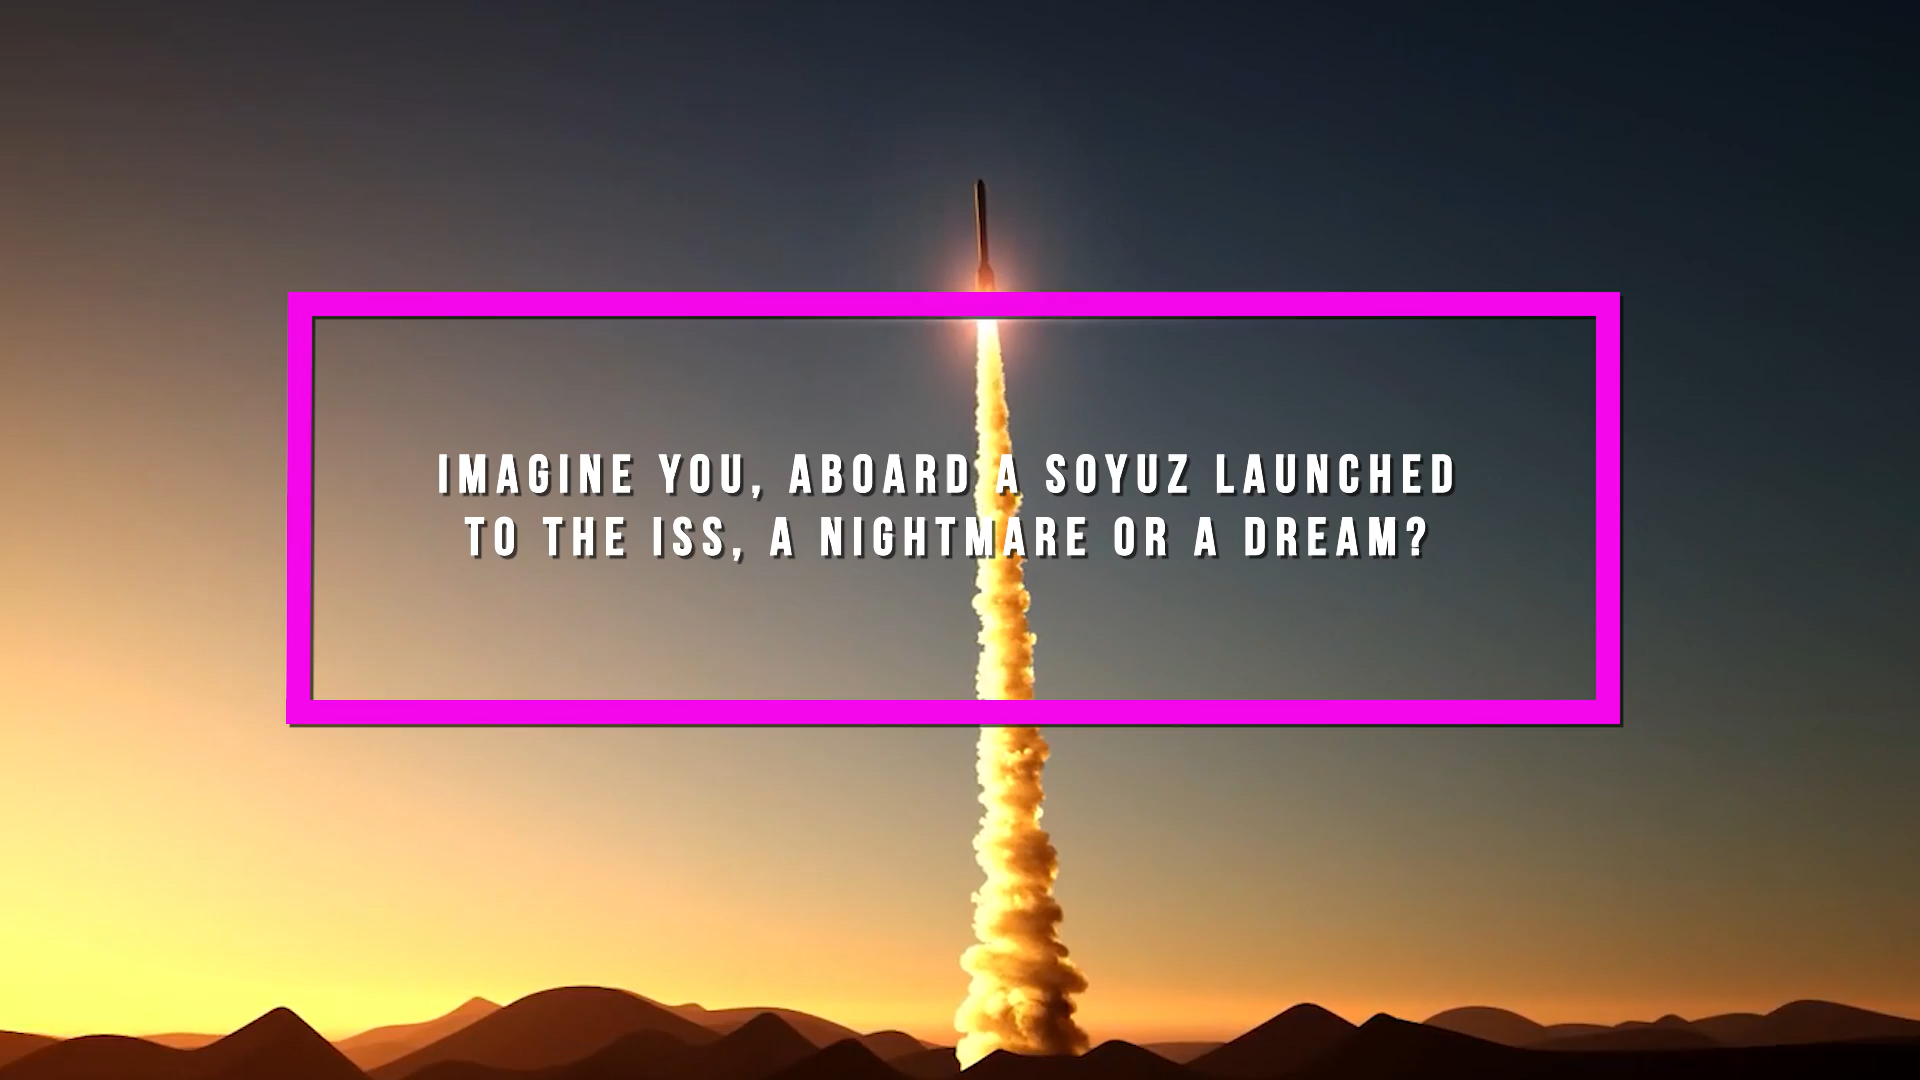 IMAGINE YOU, ABOARD A SOYUZ LAUNCHED
TO THE ISS, A NIGHTMARE OR A DREAM?